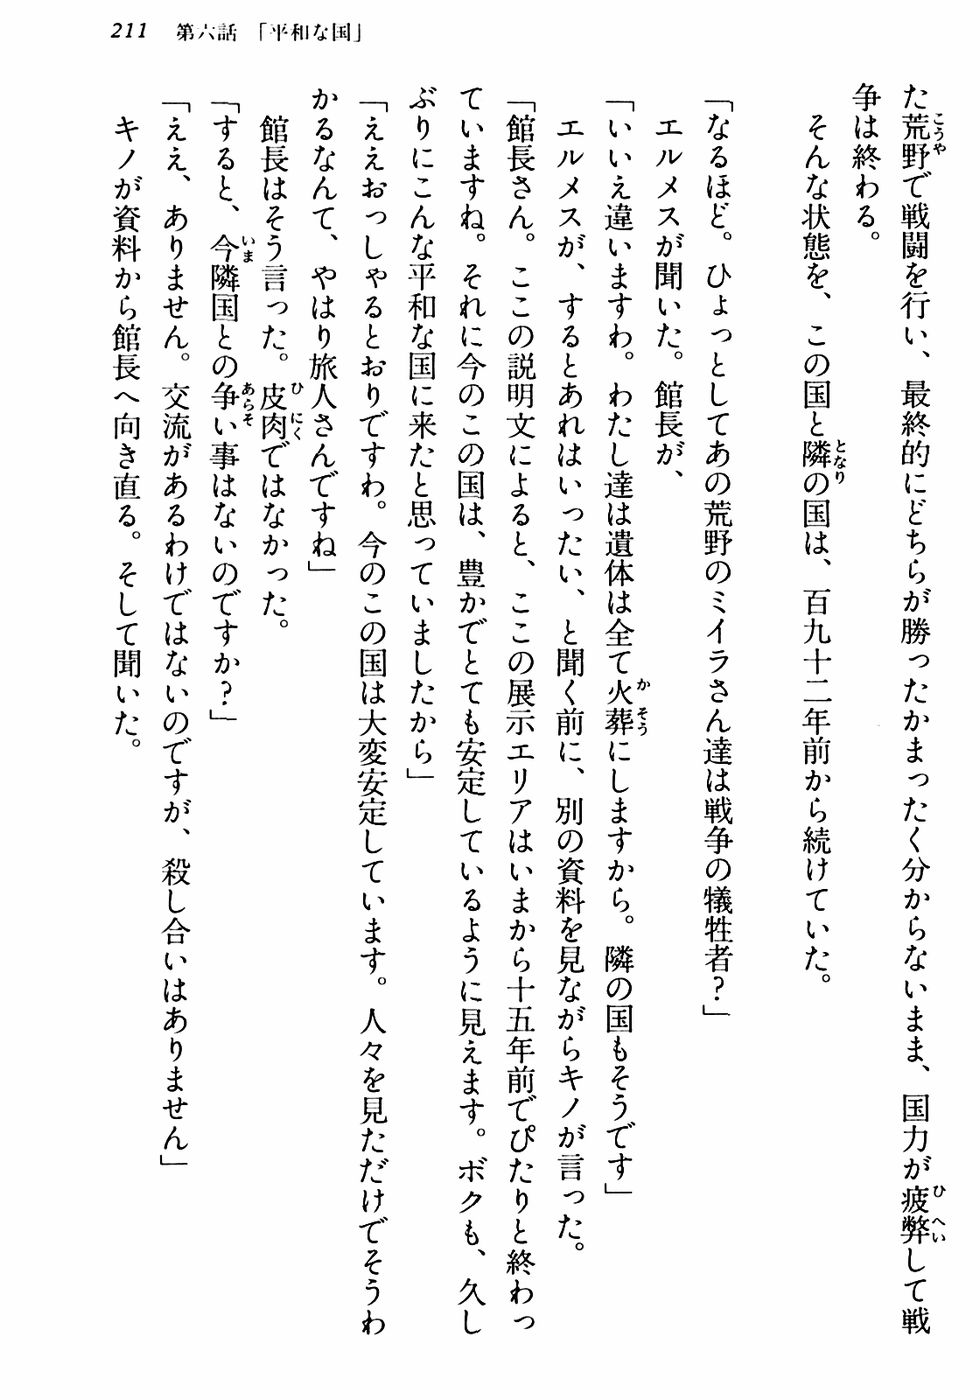 211　第六話　「平和な国」
た荒野で戦闘を行い、最終的にどちらが勝ったかまったく分からないまま、国力が疲弊して戦
争は終わる。
　そんな状態を、この国と隣の国は、百九十二年前から続けていた。
「なるほど。ひょっとしてあの荒野のミイラさん達は戦争の犠牲者？」
　エルメスが聞いた。館長が、
「いいえ違いますわ。わたし達は遺体は全て火葬にしますから。隣の国もそうです」
　エルメスが、するとあれはいったい、と聞く前に、別の資料を見ながらキノが言った。
「館長さん。ここの説明文によると、ここの展示エリアはいまから十五年前でぴたりと終わっ
ていますね。それに今のこの国は、豊かでとても安定しているように見えます。ボクも、久し
ぶりにこんな平和な国に来たと思っていましたから」
「ええおっしゃるとおりですわ。今のこの国は大変安定しています。人々を見ただけでそうわ
かるなんて、やはり旅人さんですね」
　館長はそう言った。皮肉ではなかった。
「すると、今隣国との争い事はないのですか？」
「ええ、ありません。交流があるわけではないのですが、殺し合いはありません」
　キノが資料から館長へ向き直る。そして聞いた。